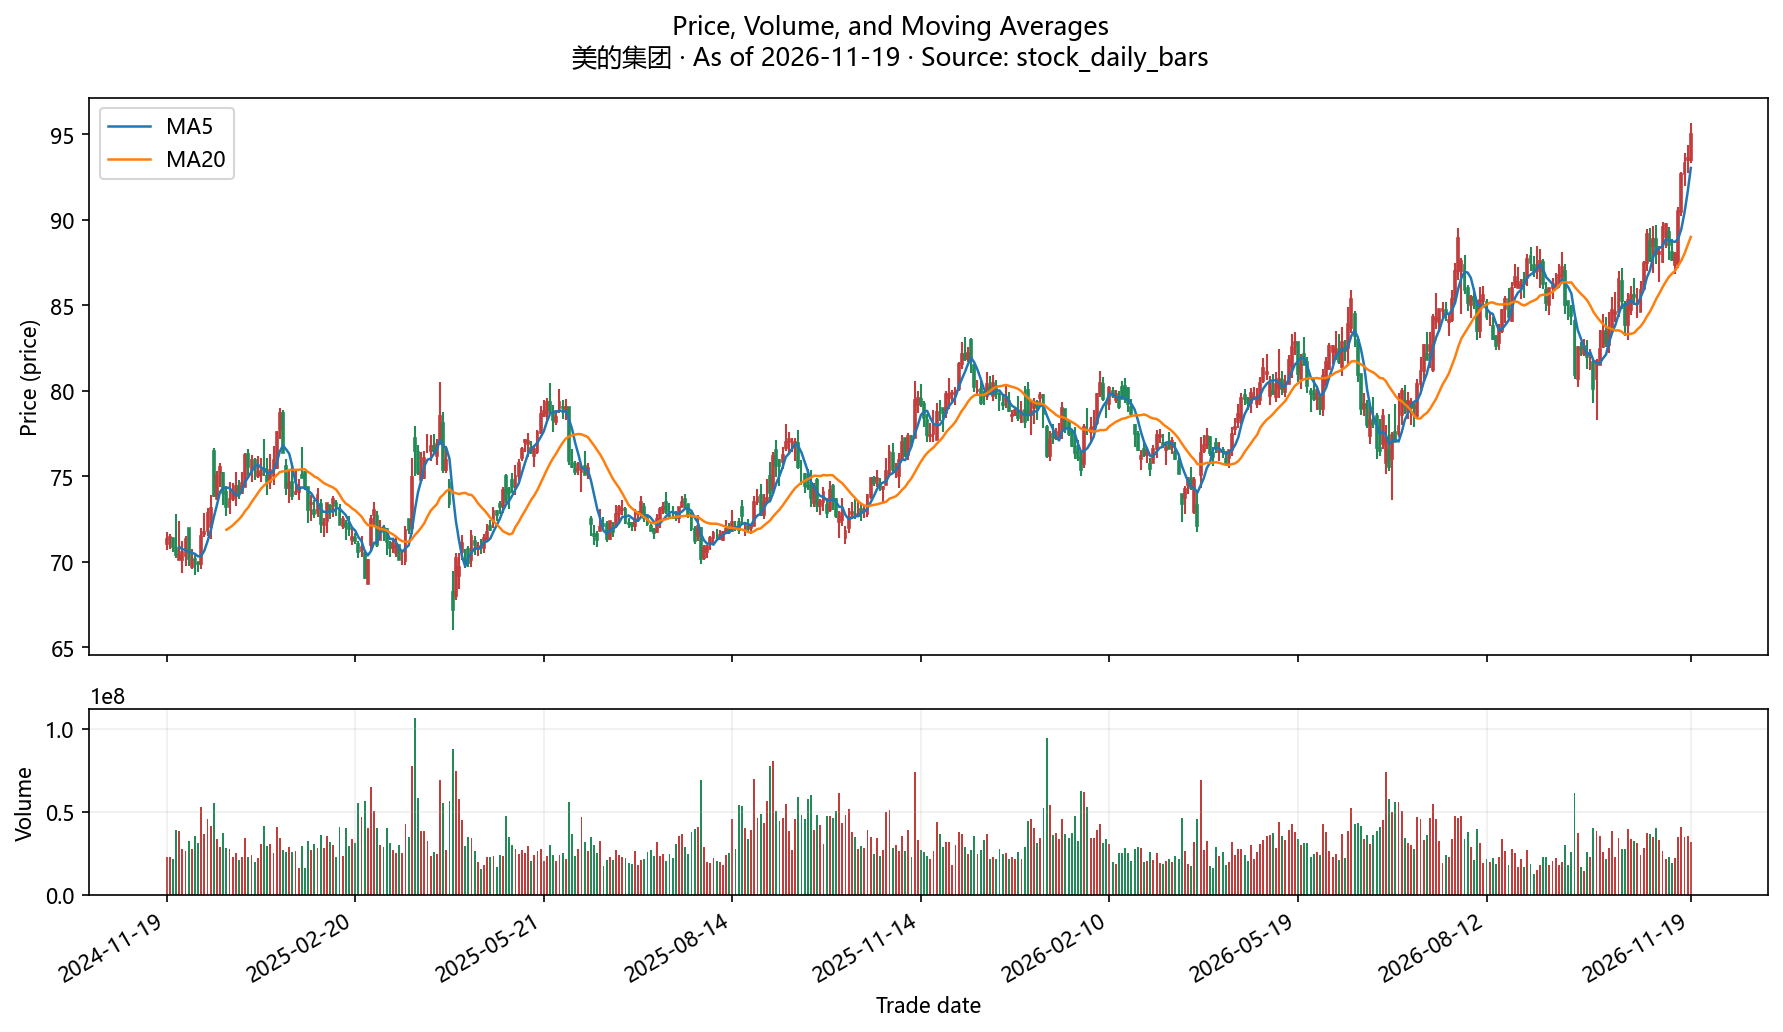 Price, Volume, and Moving Averages
美的集团 · As of 2026-11-19 · Source: stock_daily_bars
MA5
MA20
95
90
85
80
75
70
65
Price (price)
1e8
1.0
0.5
0.0
Volume
2024-11-19
2025-02-20
2025-05-21
2025-08-14
2025-11-14
2026-02-10
2026-05-19
2026-08-12
2026-11-19
Trade date